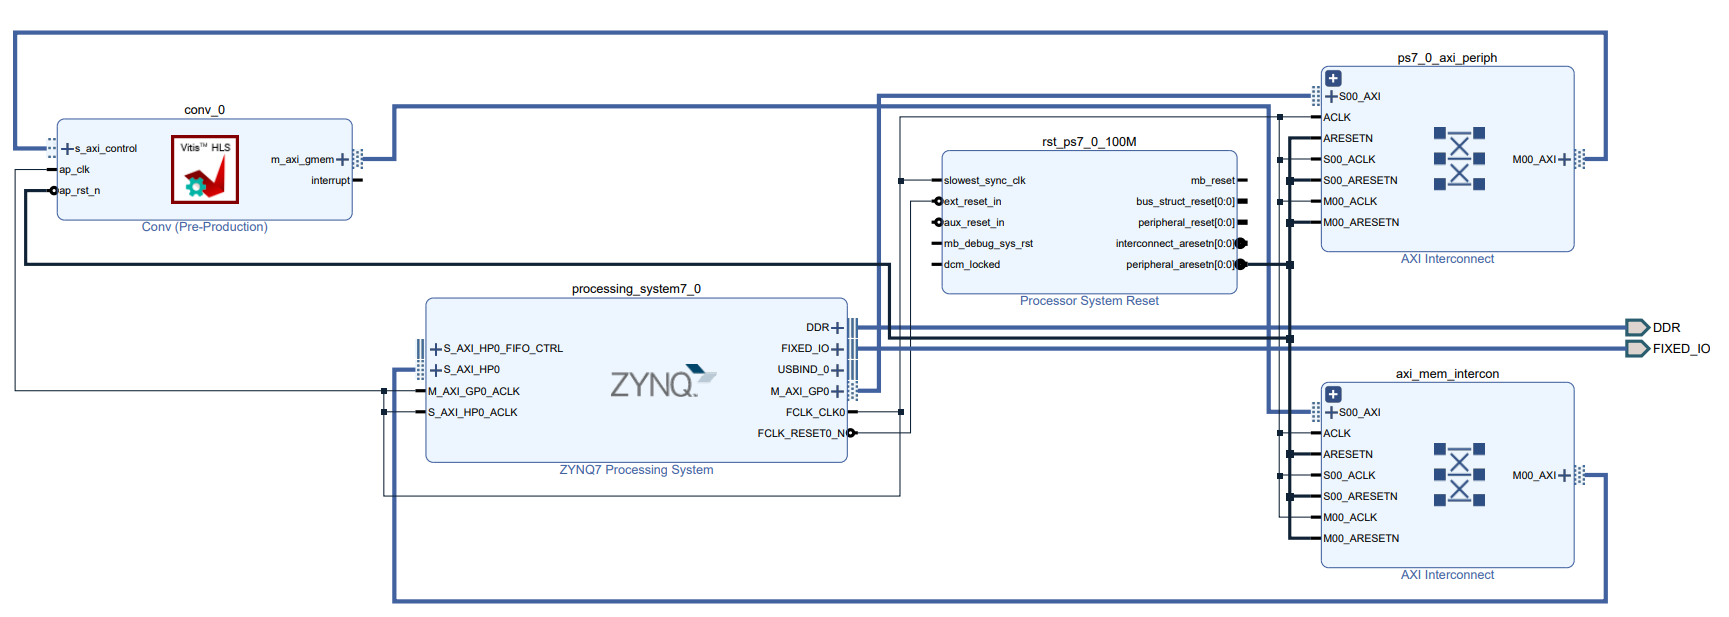 conv_0
s_axi_control
ap_clk
ap_rst_n
Vitis™ HLS
m_axi_gmem
interrupt
Conv (Pre-Production)
processing_system7_0
S_AXI_HP0_FIFO_CTRL
S_AXI_HP0
M_AXI_GP0_ACLK
S_AXI_HP0_ACLK
ZYNQ
DDR
FIXED_IO
USBIND_0
M_AXI_GP0
FCLK_CLK0
FCLK_RESET0_N
ZYNQ7 Processing System
rst_ps7_0_100M
slowest_sync_clk
ext_reset_in
aux_reset_in
mb_debug_sys_rst
dcm_locked
mb_reset
bus_struct_reset[0:0]
peripheral_reset[0:0]
interconnect_aresetn[0:0]
peripheral_aresetn[0:0]
Processor System Reset
ps7_0_axi_periph
S00_AXI
ACLK
ARESETN
S00_ACLK
S00_ARESETN
M00_ACLK
M00_ARESETN
M00_AXI
AXI Interconnect
DDR
FIXED_IO
axi_mem_intercon
S00_AXI
ACLK
ARESETN
S00_ACLK
S00_ARESETN
M00_ACLK
M00_ARESETN
M00_AXI
AXI Interconnect